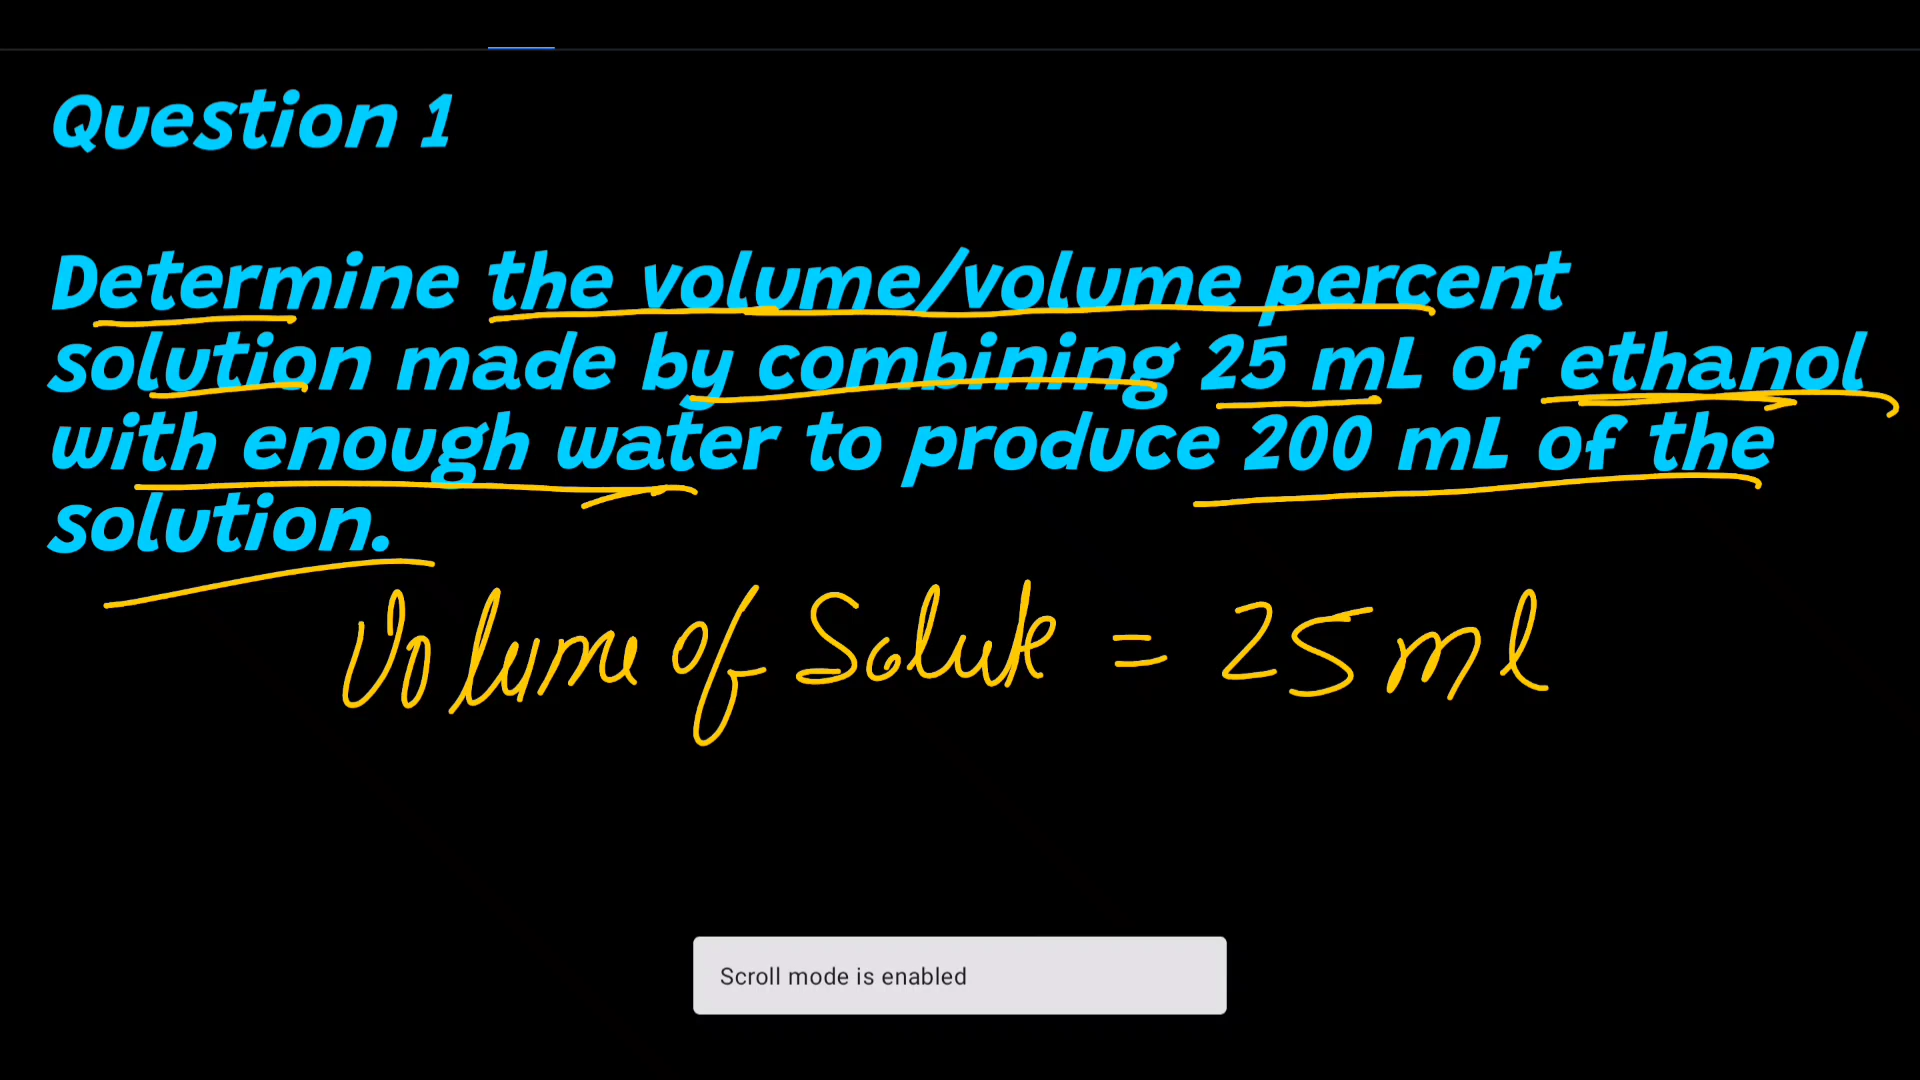 Question 1
Determine the volume/volume percent
solution made by combining 25 mL of ethanol
with enough water to produce 200 mL of the
solution.
Volume of Solute = 25 ml
Scroll mode is enabled